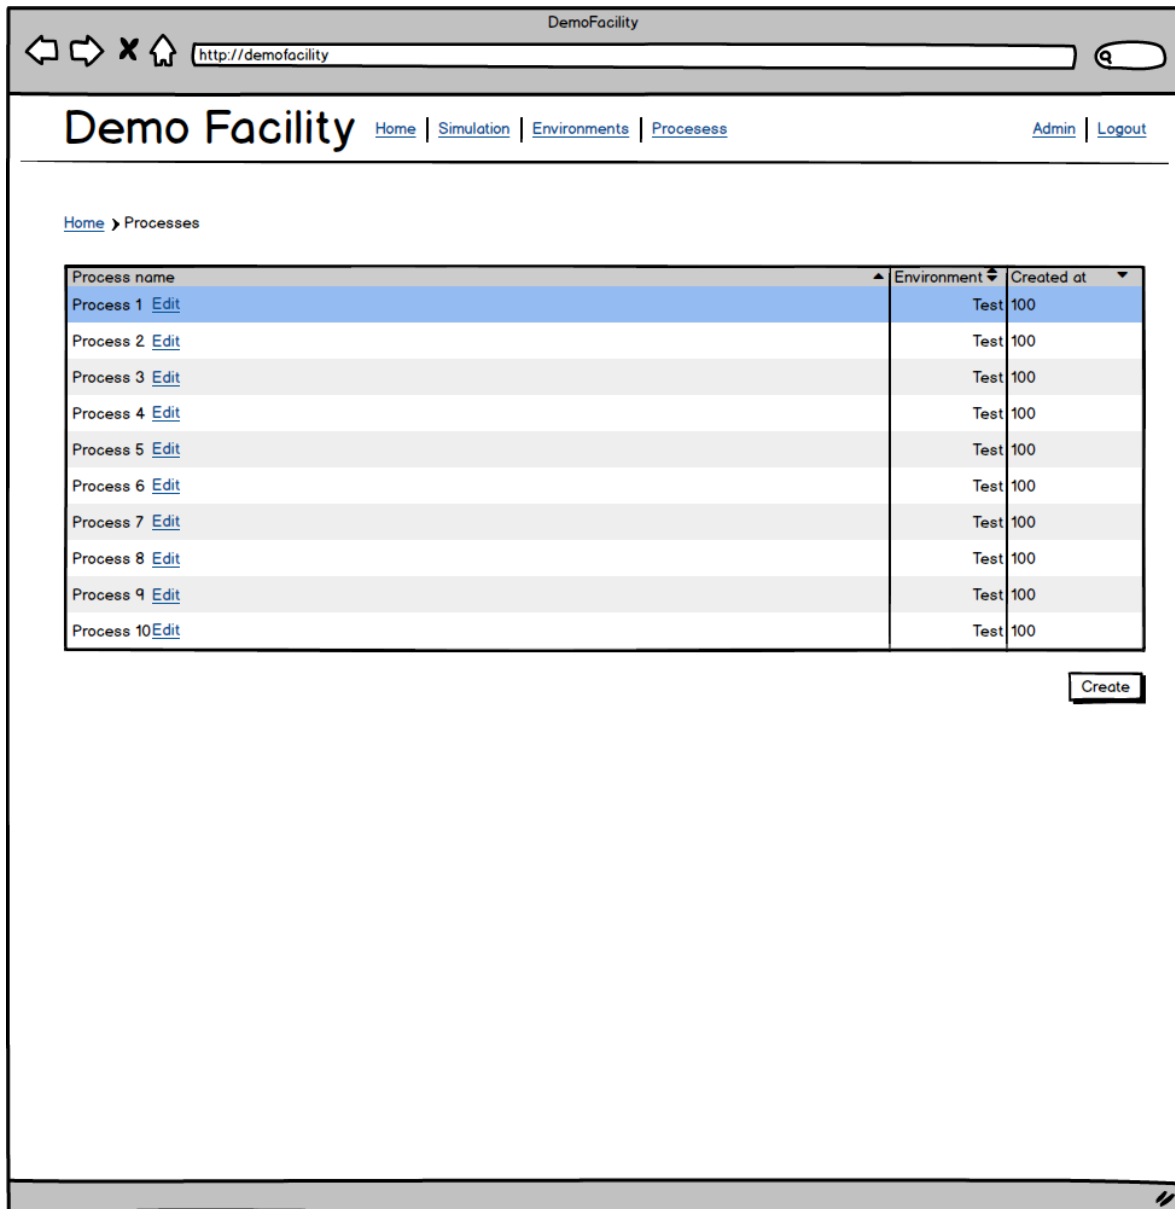 DemoFacility
http://demofacility
Demo Facility Home Simulation Environments Procesess Admin Logout
Home Processes
Process name Environment Created at
Process 1 Edit Test 100
Process 2 Edit Test 100
Process 3 Edit Test 100
Process 4 Edit Test 100
Process 5 Edit Test 100
Process 6 Edit Test 100
Process 7 Edit Test 100
Process 8 Edit Test 100
Process 9 Edit Test 100
Process 10 Edit Test 100
Create